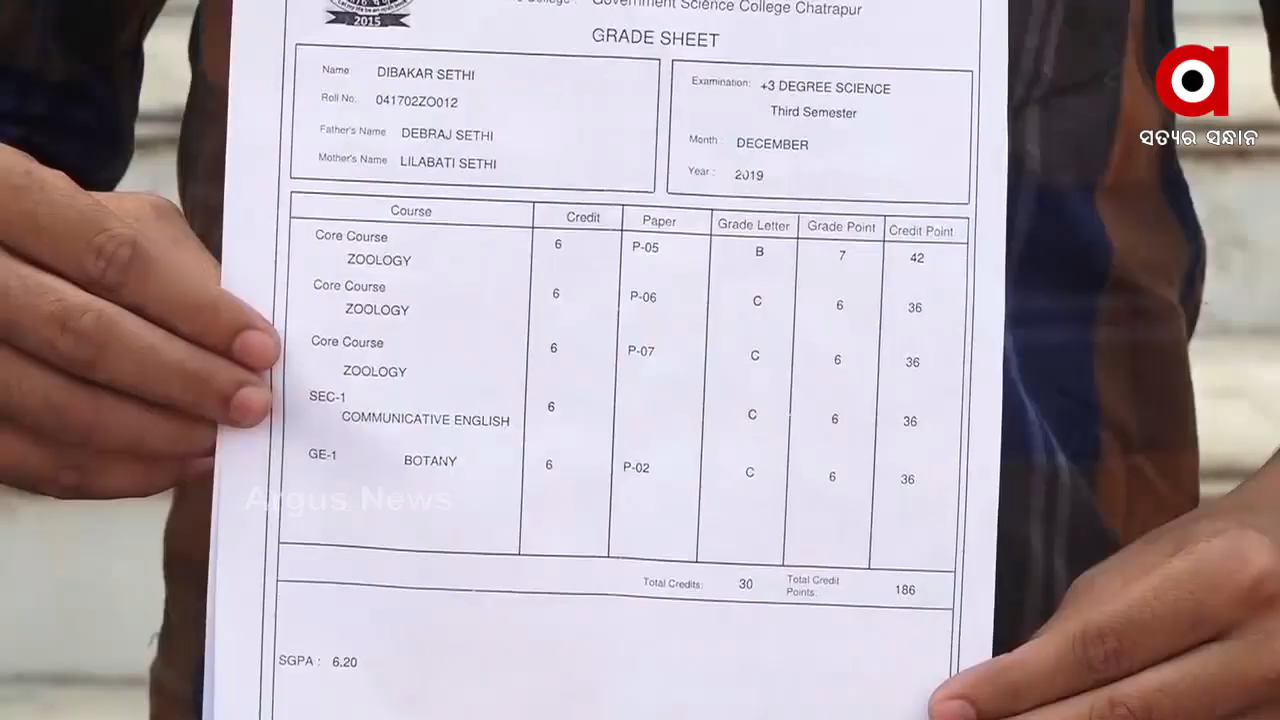 2015
College : Government Science College Chatrapur
GRADE SHEET
Name DIBAKAR SETHI
Roll No. 041702ZO012
Father's Name DEBRAJ SETHI
Mother's Name LILABATI SETHI
Examination: +3 DEGREE SCIENCE
Third Semester
Month : DECEMBER
Year : 2019
Course Credit Paper Grade Letter Grade Point Credit Point
Core Course 6 P-05 B 7 42
ZOOLOGY
Core Course 6 P-06 C 6 36
ZOOLOGY
Core Course 6 P-07 C 6 36
ZOOLOGY
SEC-1 6 C 6 36
COMMUNICATIVE ENGLISH
GE-1 BOTANY 6 P-02 C 6 36
Total Credits: 30 Total Credit Points: 186
SGPA : 6.20
Argus News
ସତ୍ୟର ସନ୍ଧାନ